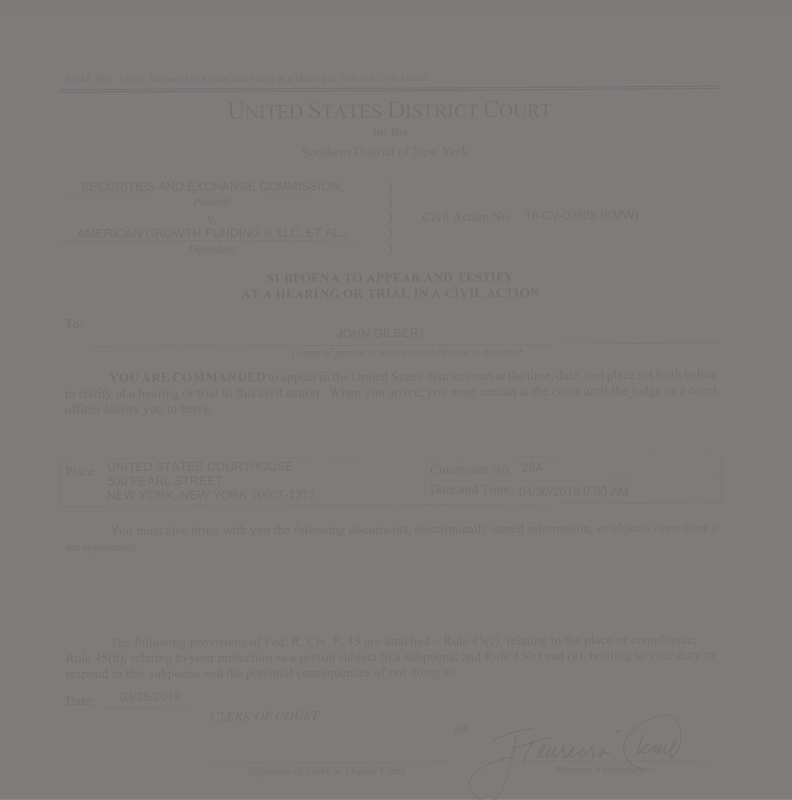 AO 88 (Rev. 12/13) Subpoena to Appear and Testify at a Hearing or Trial in a Civil Action
UNITED STATES DISTRICT COURT
for the
Southern District of New York
SECURITIES AND EXCHANGE COMMISSION, )
Plaintiff )
v. ) Civil Action No. 16-CV-00828 (KMW)
AMERICAN GROWTH FUNDING II, LLC, ET AL., )
Defendant )
SUBPOENA TO APPEAR AND TESTIFY
AT A HEARING OR TRIAL IN A CIVIL ACTION
To:
JOHN GILBERT
(Name of person to whom this subpoena is directed)
YOU ARE COMMANDED to appear in the United States district court at the time, date, and place set forth below
to testify at a hearing or trial in this civil action. When you arrive, you must remain at the court until the judge or a court
officer allows you to leave.
Place: UNITED STATES COURTHOUSE
500 PEARL STREET
NEW YORK, NEW YORK 10007-1312
Courtroom No.: 26A
Date and Time: 04/30/2019 9:00 AM
You must also bring with you the following documents, electronically stored information, or objects (leave blank if
not applicable):
The following provisions of Fed. R. Civ. P. 45 are attached – Rule 45(c), relating to the place of compliance;
Rule 45(d), relating to your protection as a person subject to a subpoena; and Rule 45(e) and (g), relating to your duty to
respond to this subpoena and the potential consequences of not doing so.
Date: 03/28/2019
CLERK OF COURT
OR
Signature of Clerk or Deputy Clerk
Attorney's signature